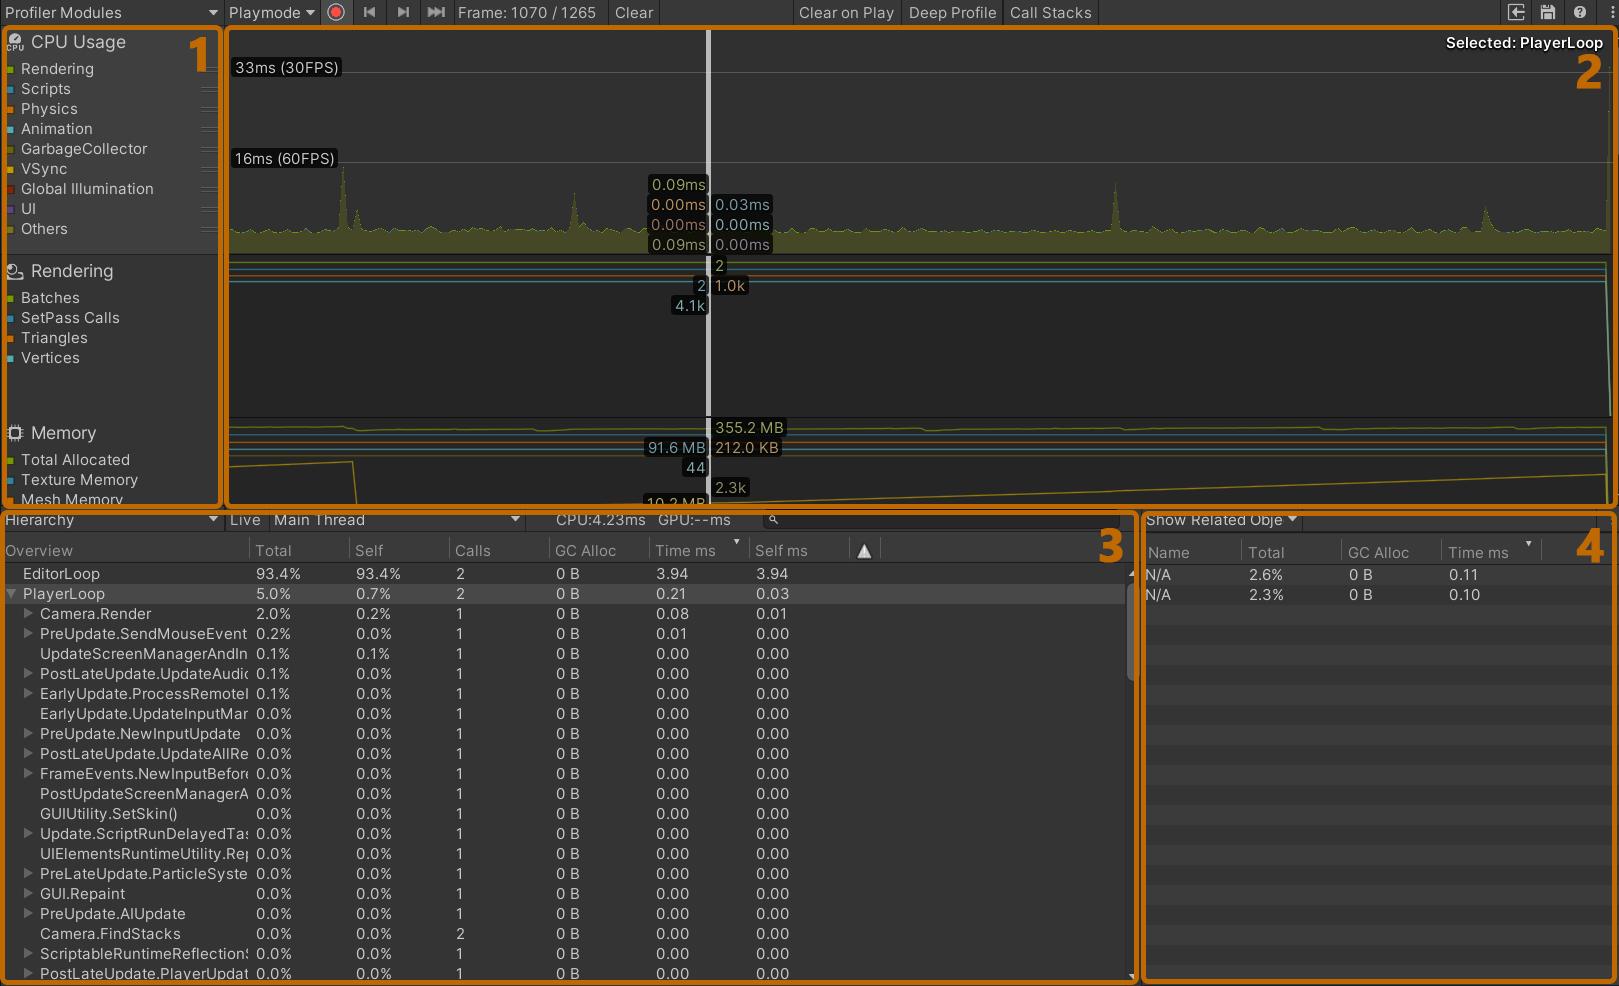 Profiler Modules Playmode Frame: 1070 / 1265 Clear Clear on Play Deep Profile Call Stacks
CPU Usage 1
CPU
Rendering
Scripts
Physics
Animation
GarbageCollector
VSync
Global Illumination
UI
Others
Rendering
Batches
SetPass Calls
Triangles
Vertices
Memory
Total Allocated
Texture Memory
Mesh Memory
Selected: PlayerLoop
2
33ms (30FPS)
16ms (60FPS)
0.09ms
0.00ms 0.03ms
0.00ms 0.00ms
0.09ms 0.00ms
2
2 1.0k
4.1k
355.2 MB
91.6 MB 212.0 KB
44
2.3k
10.2 MB
Hierarchy Live Main Thread CPU:4.23ms GPU:--ms
3
Overview Total Self Calls GC Alloc Time ms Self ms
EditorLoop 93.4% 93.4% 2 0 B 3.94 3.94
PlayerLoop 5.0% 0.7% 2 0 B 0.21 0.03
Camera.Render 2.0% 0.2% 1 0 B 0.08 0.01
PreUpdate.SendMouseEvent 0.2% 0.0% 1 0 B 0.01 0.00
UpdateScreenManagerAndIn 0.1% 0.1% 1 0 B 0.00 0.00
PostLateUpdate.UpdateAudic 0.1% 0.0% 1 0 B 0.00 0.00
EarlyUpdate.ProcessRemoteI 0.1% 0.0% 1 0 B 0.00 0.00
EarlyUpdate.UpdateInputMar 0.0% 0.0% 1 0 B 0.00 0.00
PreUpdate.NewInputUpdate 0.0% 0.0% 1 0 B 0.00 0.00
PostLateUpdate.UpdateAllRe 0.0% 0.0% 1 0 B 0.00 0.00
FrameEvents.NewInputBefore 0.0% 0.0% 1 0 B 0.00 0.00
PostUpdateScreenManagerA 0.0% 0.0% 1 0 B 0.00 0.00
GUIUtility.SetSkin() 0.0% 0.0% 1 0 B 0.00 0.00
Update.ScriptRunDelayedTas 0.0% 0.0% 1 0 B 0.00 0.00
UIElementsRuntimeUtility.Rep 0.0% 0.0% 1 0 B 0.00 0.00
PreLateUpdate.ParticleSyste 0.0% 0.0% 1 0 B 0.00 0.00
GUI.Repaint 0.0% 0.0% 1 0 B 0.00 0.00
PreUpdate.AIUpdate 0.0% 0.0% 1 0 B 0.00 0.00
Camera.FindStacks 0.0% 0.0% 2 0 B 0.00 0.00
ScriptableRuntimeReflectionS 0.0% 0.0% 1 0 B 0.00 0.00
PostLateUpdate.PlayerUpdat 0.0% 0.0% 1 0 B 0.00 0.00
Show Related Obje
4
Name Total GC Alloc Time ms
N/A 2.6% 0 B 0.11
N/A 2.3% 0 B 0.10